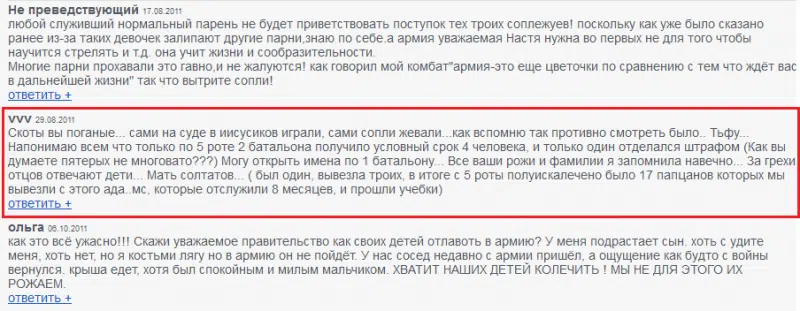 Не преведствующий 17.08.2011
любой служивший нормальный парень не будет приветствовать поступок тех троих соплежуев! поскольку как уже было сказано
ранее из-за таких девочек залипают другие парни,знаю по себе.а армия уважаемая Настя нужна во первых не для того чтобы
научится стрелять и т.д. она учит жизни и сообразительности.
Многие парни прохавали это гавно,и не жалуются! как говорил мой комбат"армия-это еще цветочки по сравнению с тем что ждёт вас
в дальнейшей жизни" так что вытрите сопли!
ответить +
vvv 29.08.2011
Скоты вы поганые... сами на суде в иисусиков играли, сами сопли жевали...как вспомню так противно смотреть было.. Тьфу...
Напонимаю всем что только по 5 роте 2 батальона получило условный срок 4 человека, и только один отделался штрафом (Как вы
думаете пятерых не многовато???) Могу открыть имена по 1 батальону... Все ваши рожи и фамилии я запомнила навечно... За грехи
отцов отвечают дети... Мать солтатов... ( был один, вывезла троих, в итоге с 5 роты полуискалечено было 17 папцанов которых мы
вывезли с этого ада..мс, которые отслужили 8 месяцев, и прошли учебки)
ответить +
ольга 06.10.2011
как это всё ужасно!!! Скажи уважаемое правительство как своих детей отлавоть в армию? У меня подрастает сын. хоть с удите
меня, хоть нет, но я костьми лягу но в армию он не пойдёт. У нас сосед недавно с армии пришёл, а ощущение как будто с войны
вернулся. крыша едет, хотя был спокойным и милым мальчиком. ХВАТИТ НАШИХ ДЕТЕЙ КОЛЕЧИТЬ ! МЫ НЕ ДЛЯ ЭТОГО ИХ
РОЖАЕМ.
ответить +